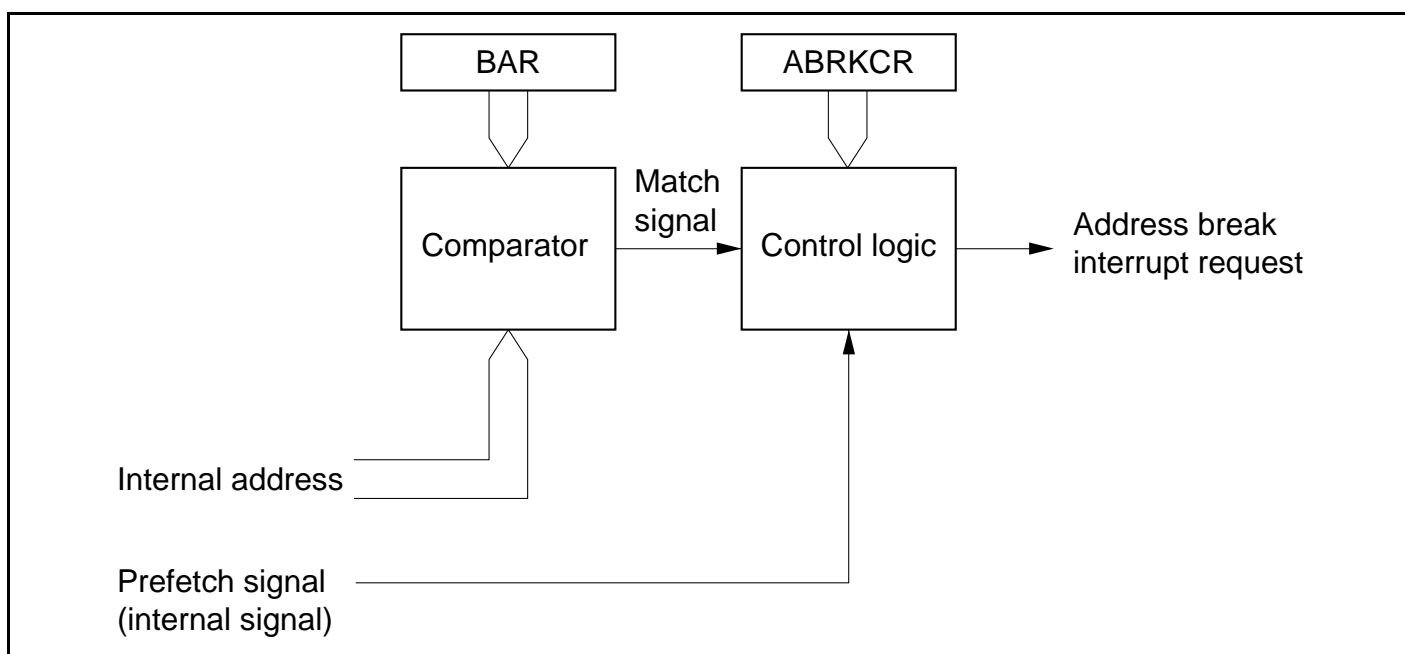 BAR
ABRKCR
Match
signal
Comparator
Control logic
Address break
interrupt request
Internal address
Prefetch signal
(internal signal)